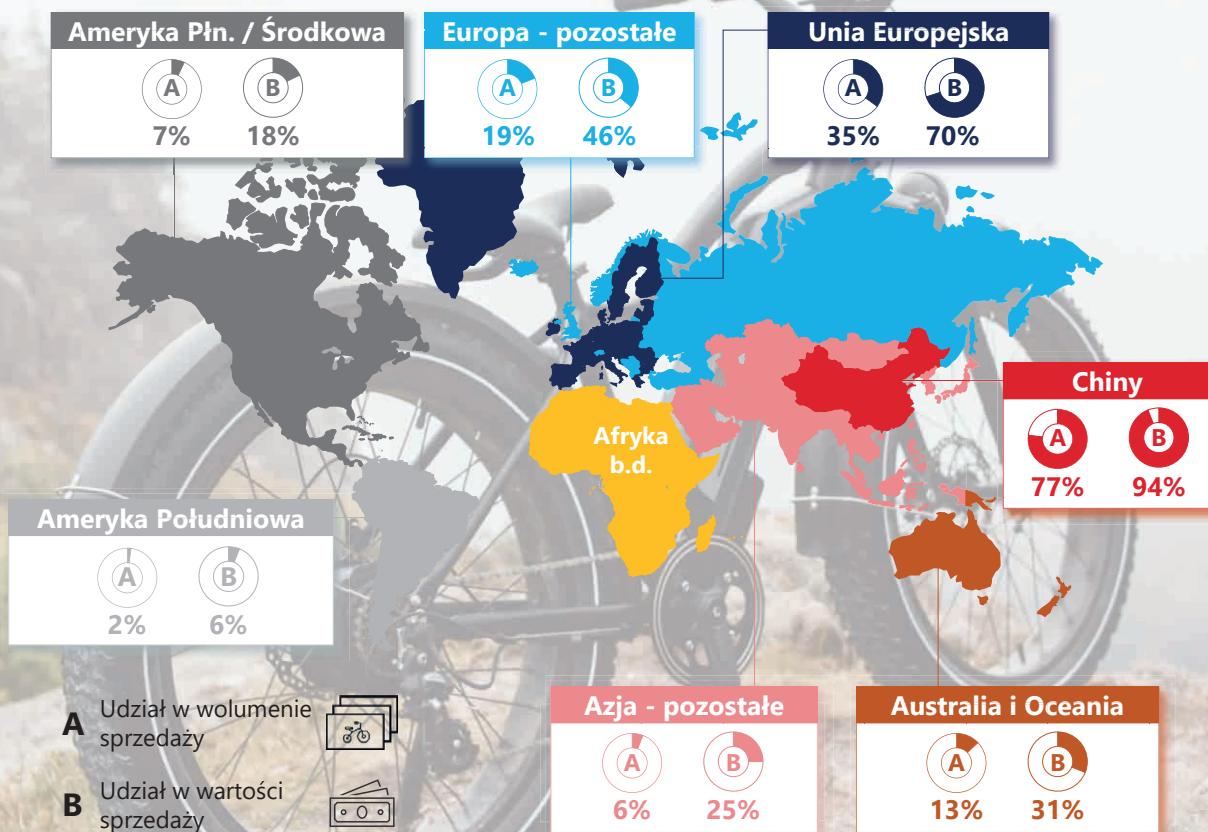 Ameryka Płn. / Środkowa
A B
7% 18%
Europa - pozostałe
A B
19% 46%
Unia Europejska
A B
35% 70%
Chiny
A B
77% 94%
Afryka
b.d.
Ameryka Południowa
A B
2% 6%
A Udział w wolumenie
sprzedaży
B Udział w wartości
sprzedaży
Azja - pozostałe
A B
6% 25%
Australia i Oceania
A B
13% 31%